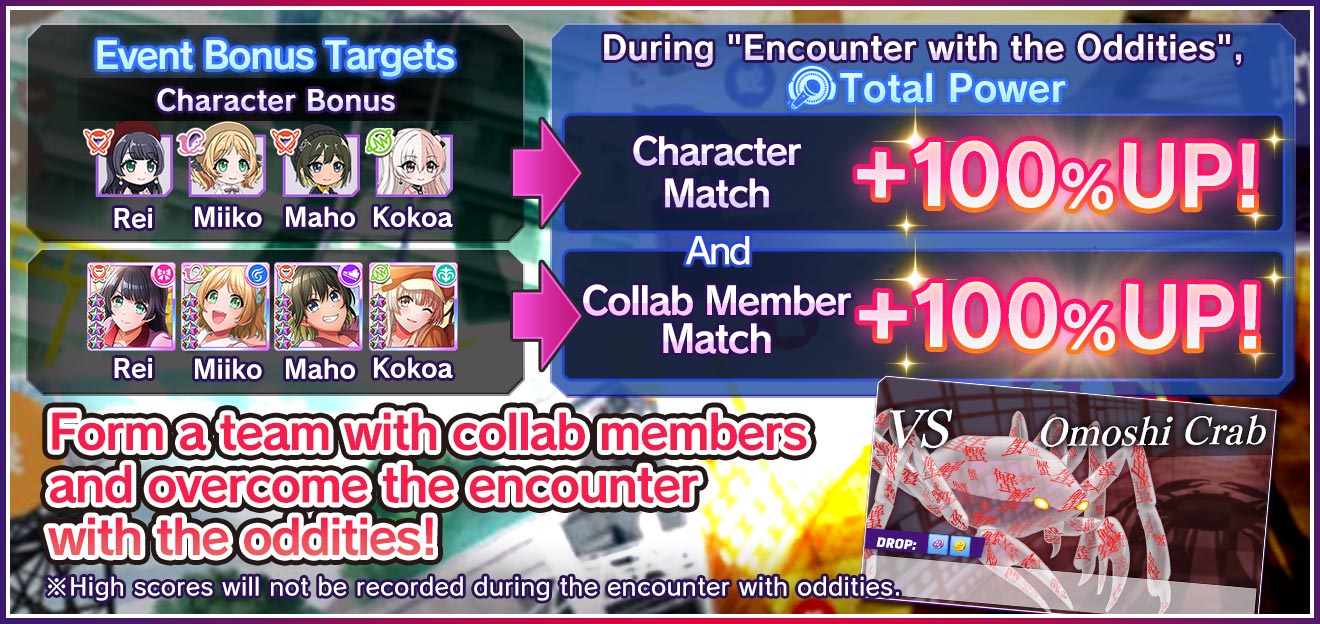 Event Bonus Targets
Character Bonus
Rei Miiko Maho Kokoa
Rei Miiko Maho Kokoa
During "Encounter with the Oddities",
Total Power
Character
Match
+100%UP!
And
Collab Member
Match
+100%UP!
Form a team with collab members
and overcome the encounter
with the oddities!
※High scores will not be recorded during the encounter with oddities.
VS Omoshi Crab
蟹
DROP: